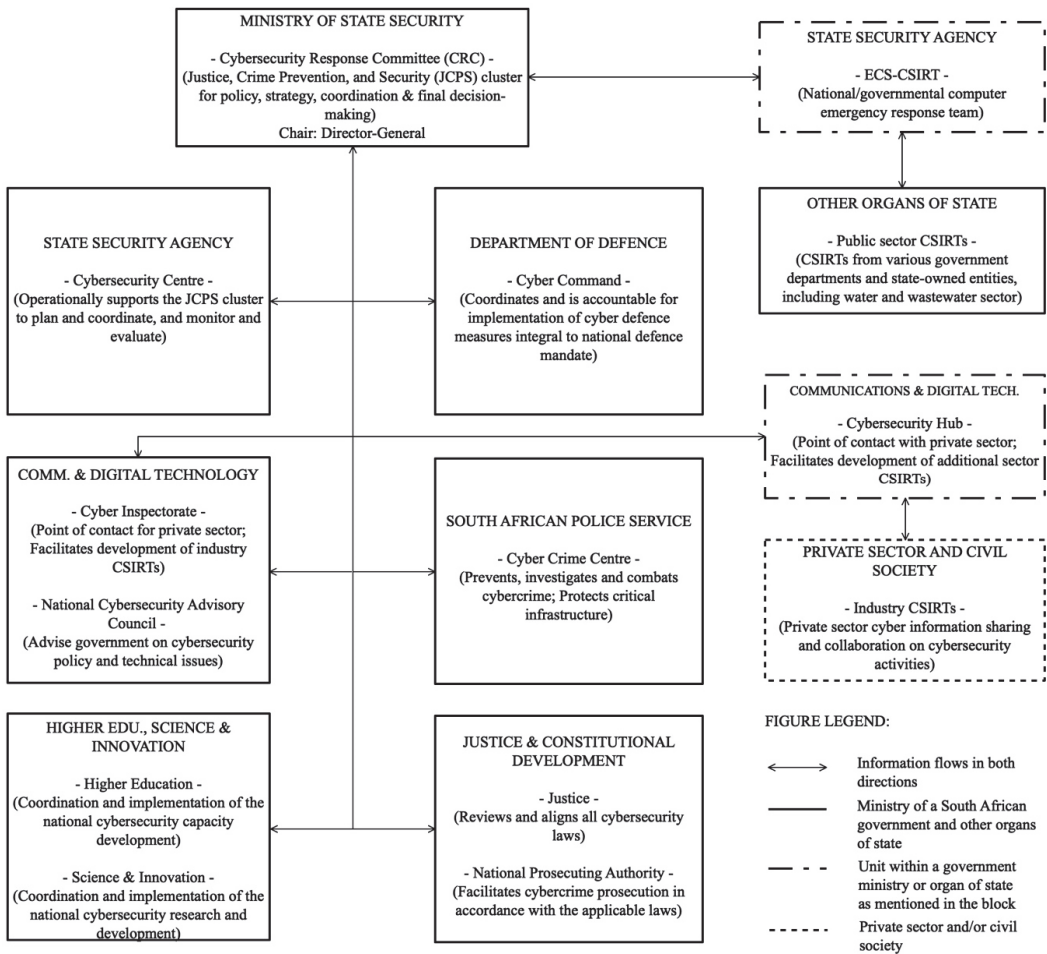 MINISTRY OF STATE SECURITY
- Cybersecurity Response Committee (CRC) -
(Justice, Crime Prevention, and Security (JCPS) cluster
for policy, strategy, coordination & final decision-
making)
Chair: Director-General
STATE SECURITY AGENCY
- ECS-CSIRT -
(National/governmental computer
emergency response team)
STATE SECURITY AGENCY
- Cybersecurity Centre -
(Operationally supports the JCPS cluster
to plan and coordinate, and monitor and
evaluate)
DEPARTMENT OF DEFENCE
- Cyber Command -
(Coordinates and is accountable for
implementation of cyber defence
measures integral to national defence
mandate)
OTHER ORGANS OF STATE
- Public sector CSIRTs -
(CSIRTs from various government
departments and state-owned entities,
including water and wastewater sector)
COMMUNICATIONS & DIGITAL TECH.
- Cybersecurity Hub -
(Point of contact with private sector;
Facilitates development of additional sector
CSIRTs)
COMM. & DIGITAL TECHNOLOGY
- Cyber Inspectorate -
(Point of contact for private sector;
Facilitates development of industry
CSIRTs)
- National Cybersecurity Advisory
Council -
(Advise government on cybersecurity
policy and technical issues)
SOUTH AFRICAN POLICE SERVICE
- Cyber Crime Centre -
(Prevents, investigates and combats
cybercrime; Protects critical
infrastructure)
PRIVATE SECTOR AND CIVIL
SOCIETY
- Industry CSIRTs -
(Private sector cyber information sharing
and collaboration on cybersecurity
activities)
HIGHER EDU., SCIENCE &
INNOVATION
- Higher Education -
(Coordination and implementation of the
national cybersecurity capacity
development)
- Science & Innovation -
(Coordination and implementation of the
national cybersecurity research and
development)
JUSTICE & CONSTITUTIONAL
DEVELOPMENT
- Justice -
(Reviews and aligns all cybersecurity
laws)
- National Prosecuting Authority -
(Facilitates cybercrime prosecution in
accordance with the applicable laws)
FIGURE LEGEND:
Information flows in both
directions
Ministry of a South African
government and other organs
of state
Unit within a government
ministry or organ of state
as mentioned in the block
Private sector and/or civil
society